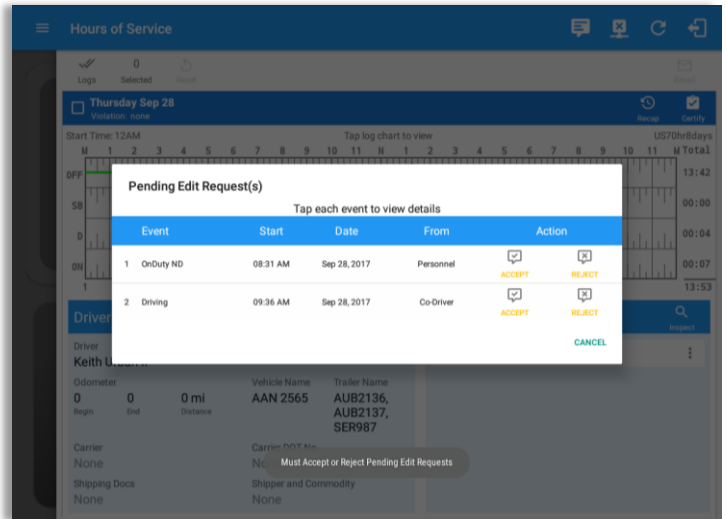 Hours of Service
Logs
0
Selected
Reset
Email
Thursday Sep 28
Violation: none
Recap
Certify
Start Time: 12AM
Tap log chart to view
US70hr8days
M 1 2 3 4 5 6 7 8 9 10 11 N 1 2 3 4 5 6 7 8 9 10 11 M Total
OFF
13:42
SB
00:00
D
00:04
ON
00:07
1
13:53
Pending Edit Request(s)
Tap each event to view details
Event Start Date From Action
1 OnDuty ND 08:31 AM Sep 28, 2017 Personnel ACCEPT REJECT
2 Driving 09:36 AM Sep 28, 2017 Co-Driver ACCEPT REJECT
CANCEL
Driver
Inspect
Driver
Keith
Odometer
0 0 0 mi
Begin End Distance
Vehicle Name
AAN 2565
Trailer Name
AUB2136,
AUB2137,
SER987
Carrier
None
Carrier DOT No
Must Accept or Reject Pending Edit Requests
Shipping Docs
None
Shipper and Commodity
None